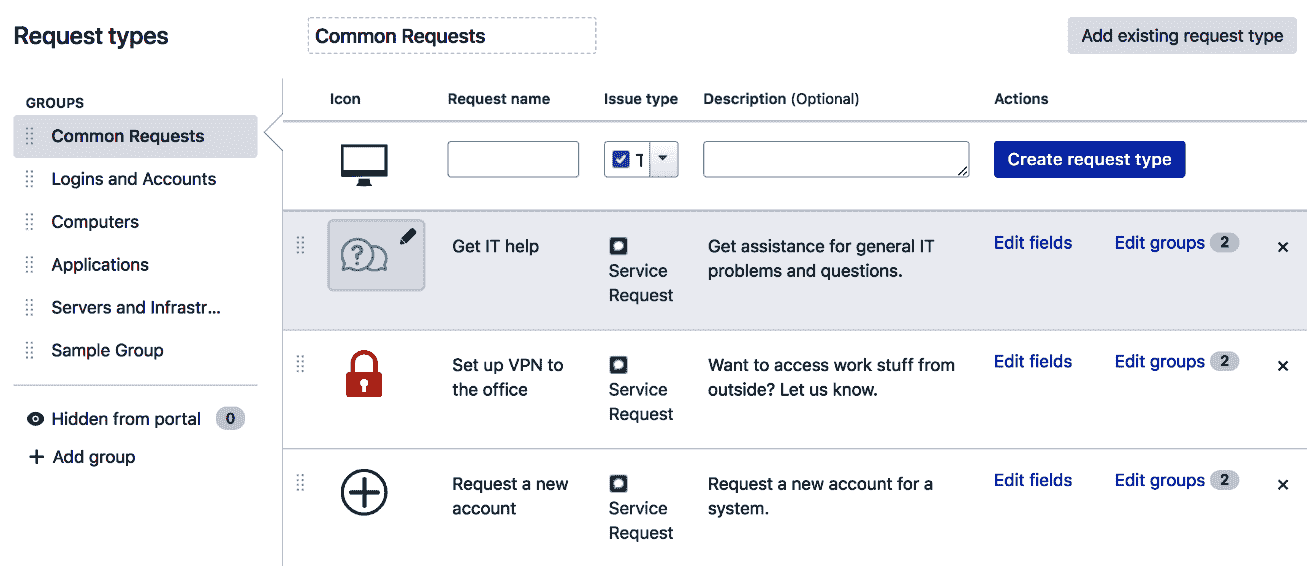 Request types
Common Requests
Add existing request type
GROUPS
Common Requests
Logins and Accounts
Computers
Applications
Servers and Infrastr...
Sample Group
Hidden from portal 0
Add group
Icon Request name Issue type Description (Optional) Actions
T
Create request type
Get IT help
Service
Request
Get assistance for general IT
problems and questions.
Edit fields Edit groups 2
Set up VPN to
the office
Service
Request
Want to access work stuff from
outside? Let us know.
Edit fields Edit groups 2
Request a new
account
Service
Request
Request a new account for a
system.
Edit fields Edit groups 2